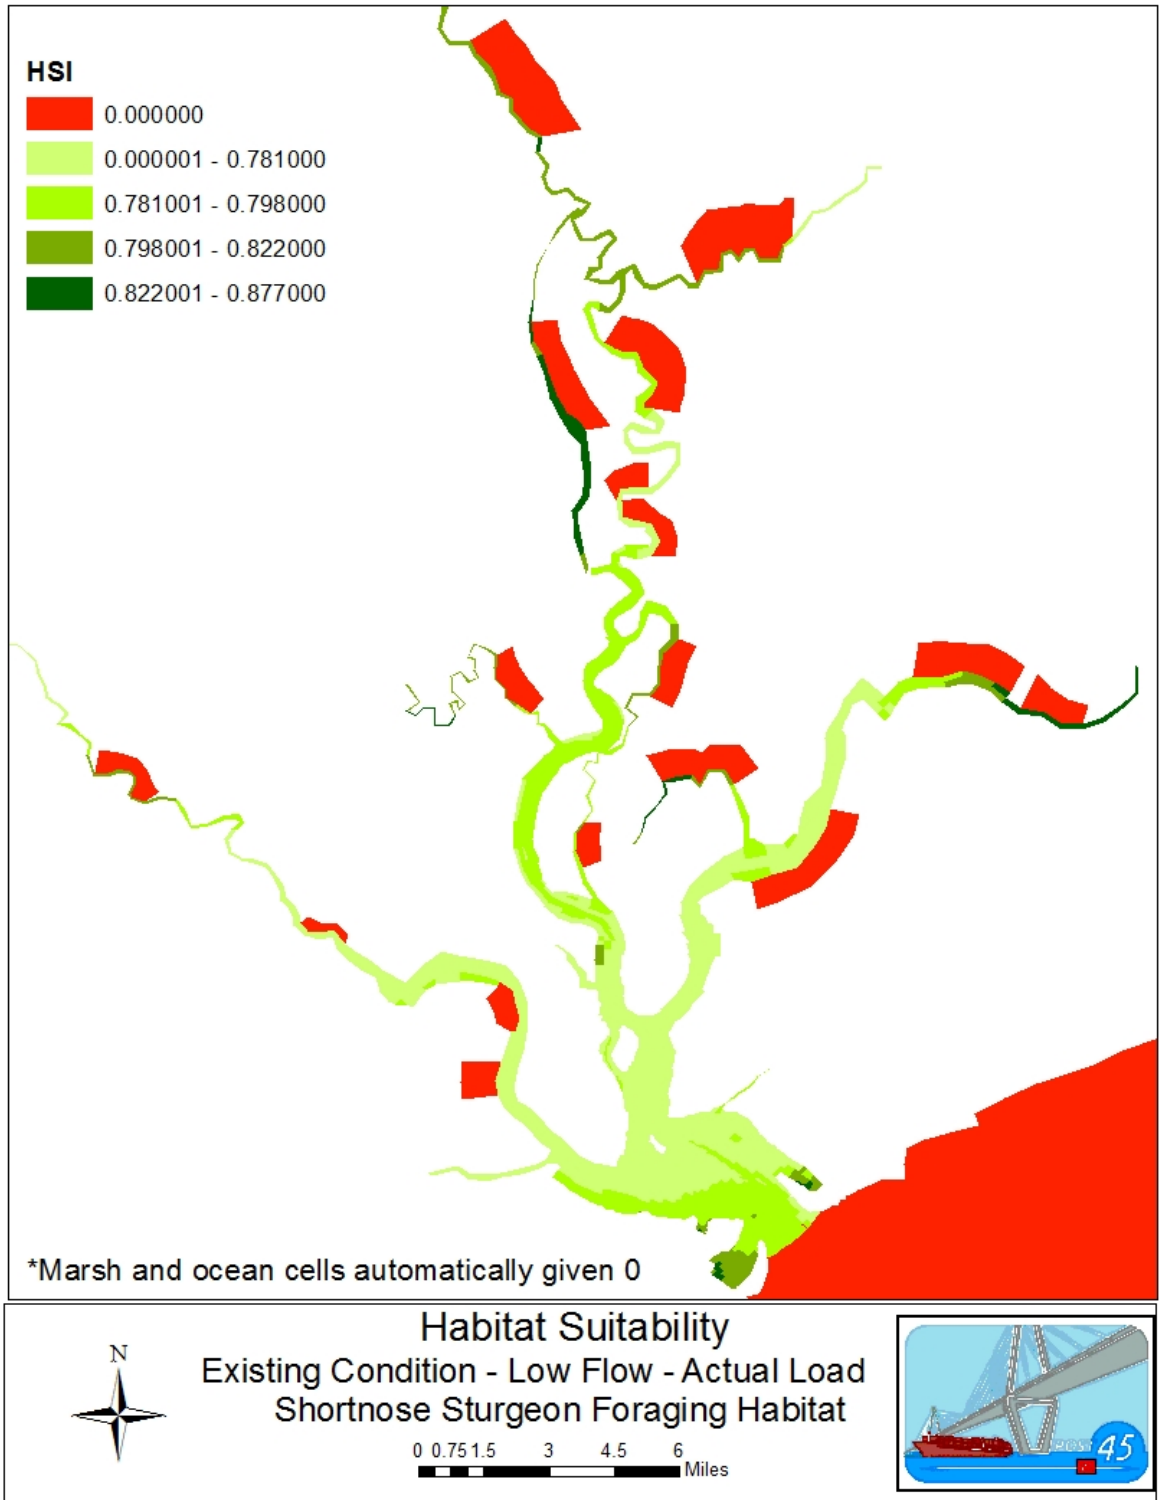 HSI
0.000000
0.000001 - 0.781000
0.781001 - 0.798000
0.798001 - 0.822000
0.822001 - 0.877000
*Marsh and ocean cells automatically given 0
Habitat Suitability
Existing Condition - Low Flow - Actual Load
Shortnose Sturgeon Foraging Habitat
N
0 0.75 1.5 3 4.5 6
Miles
45